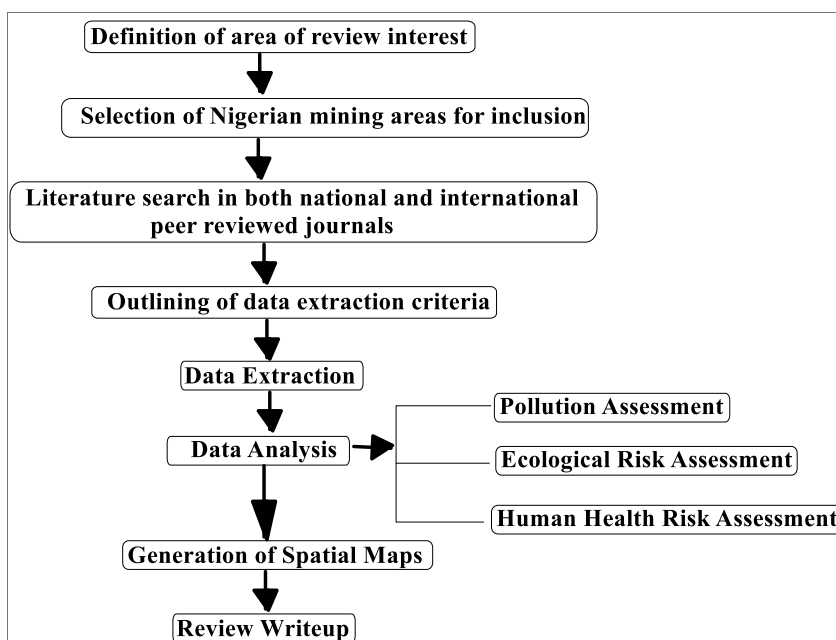 Definition of area of review interest
Selection of Nigerian mining areas for inclusion
Literature search in both national and international
peer reviewed journals
Outlining of data extraction criteria
Data Extraction
Data Analysis
Pollution Assessment
Ecological Risk Assessment
Human Health Risk Assessment
Generation of Spatial Maps
Review Writeup